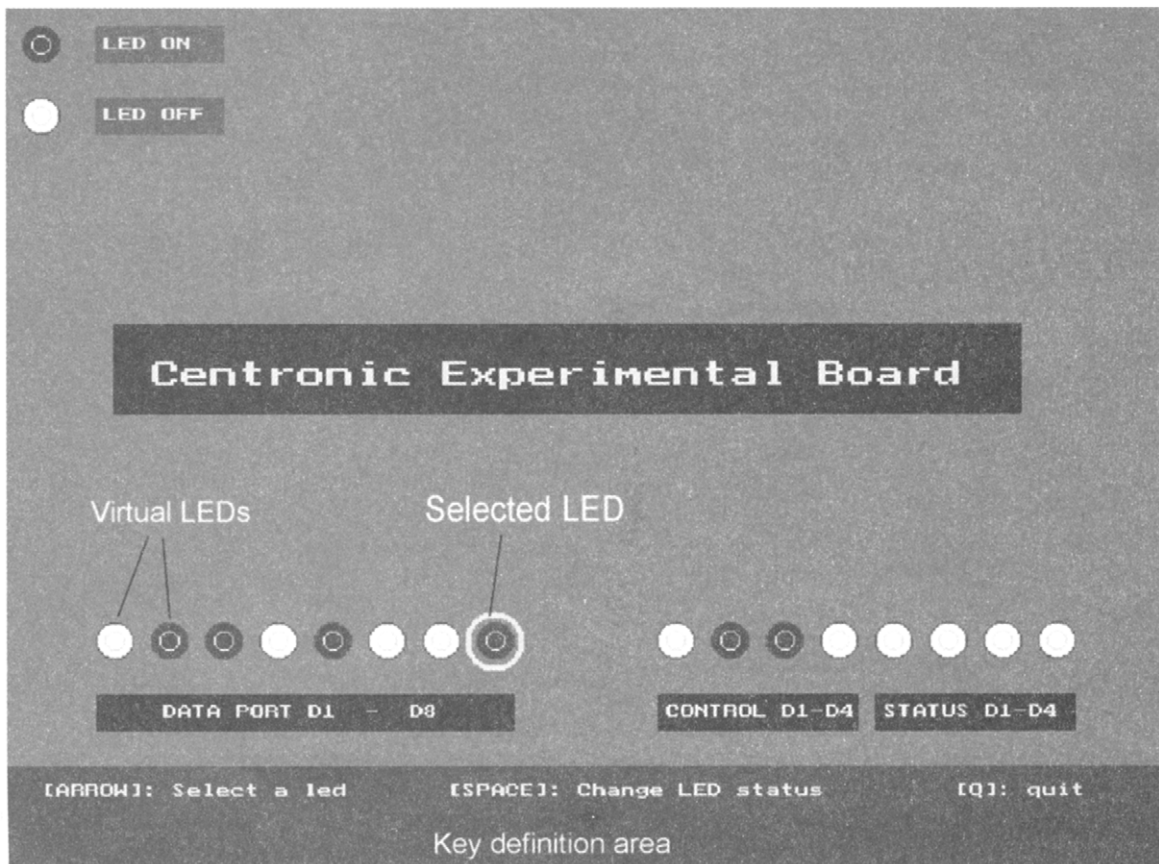 LED ON
LED OFF
Centronic Experimental Board
Virtual LEDs
Selected LED
DATA PORT D1 - D8
CONTROL D1-D4
STATUS D1-D4
[ARROW]: Select a led
[SPACE]: Change LED status
[Q]: quit
Key definition area